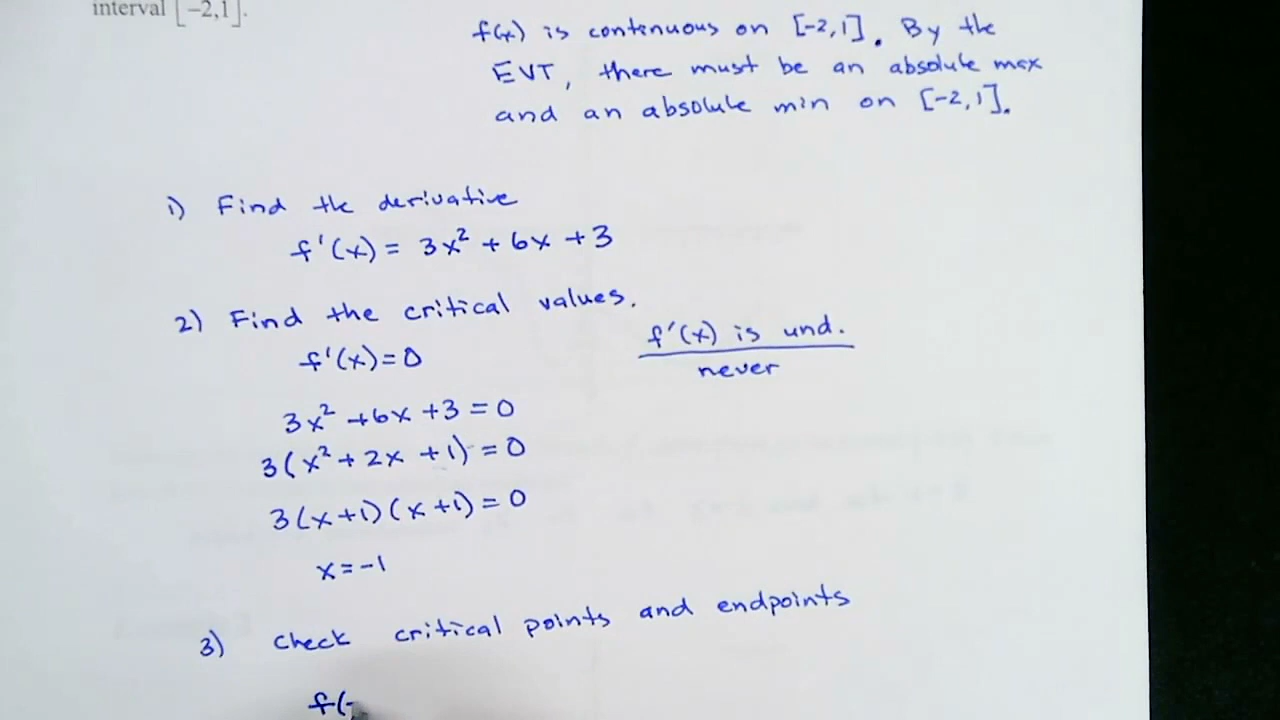 interval [−2,1].
f(x) is continuous on [-2,1]. By the
EVT, there must be an absolute max
and an absolute min on [-2,1].
1) Find the derivative
f'(x) = 3x² + 6x + 3
2) Find the critical values.
f'(x) = 0
f'(x) is und.
never
3x² + 6x + 3 = 0
3(x² + 2x + 1) = 0
3(x+1)(x+1) = 0
x = -1
3) Check critical points and endpoints
f(-